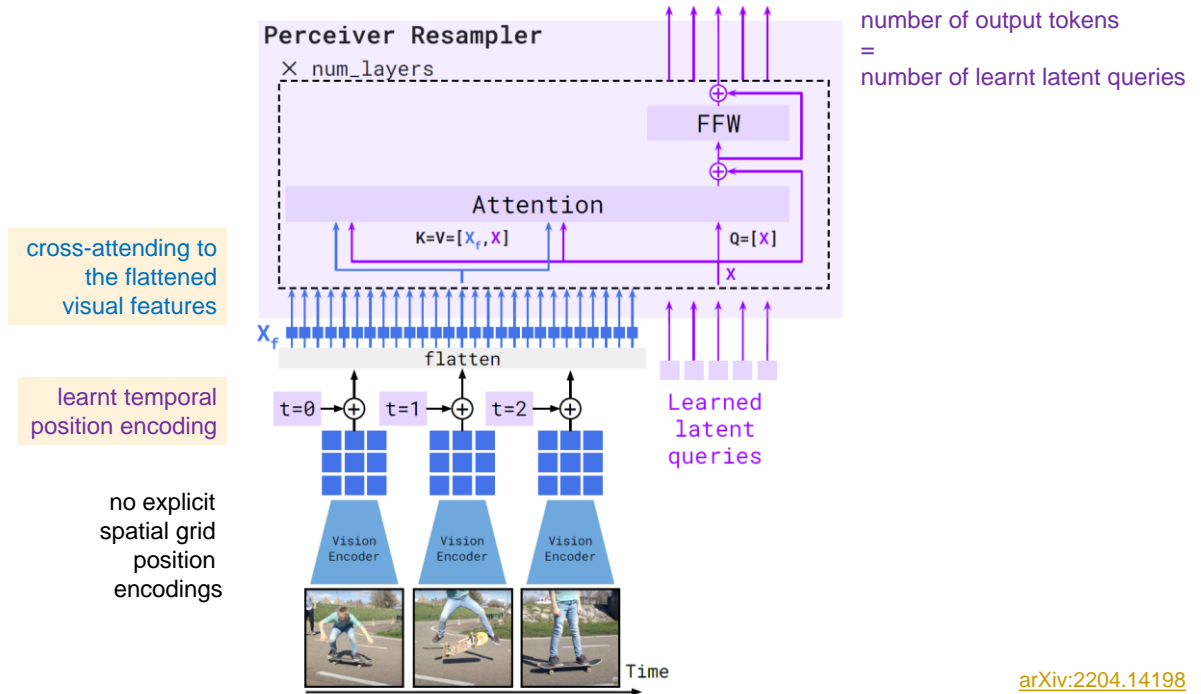 number of output tokens
=
number of learnt latent queries
Perceiver Resampler
× num_layers
FFW
Attention
K=V=[Xf,X]
Q=[X]
X
cross-attending to
the flattened
visual features
Xf
flatten
learnt temporal
position encoding
t=0
t=1
t=2
Learned
latent
queries
no explicit
spatial grid
position
encodings
Vision
Encoder
Vision
Encoder
Vision
Encoder
Time
arXiv:2204.14198